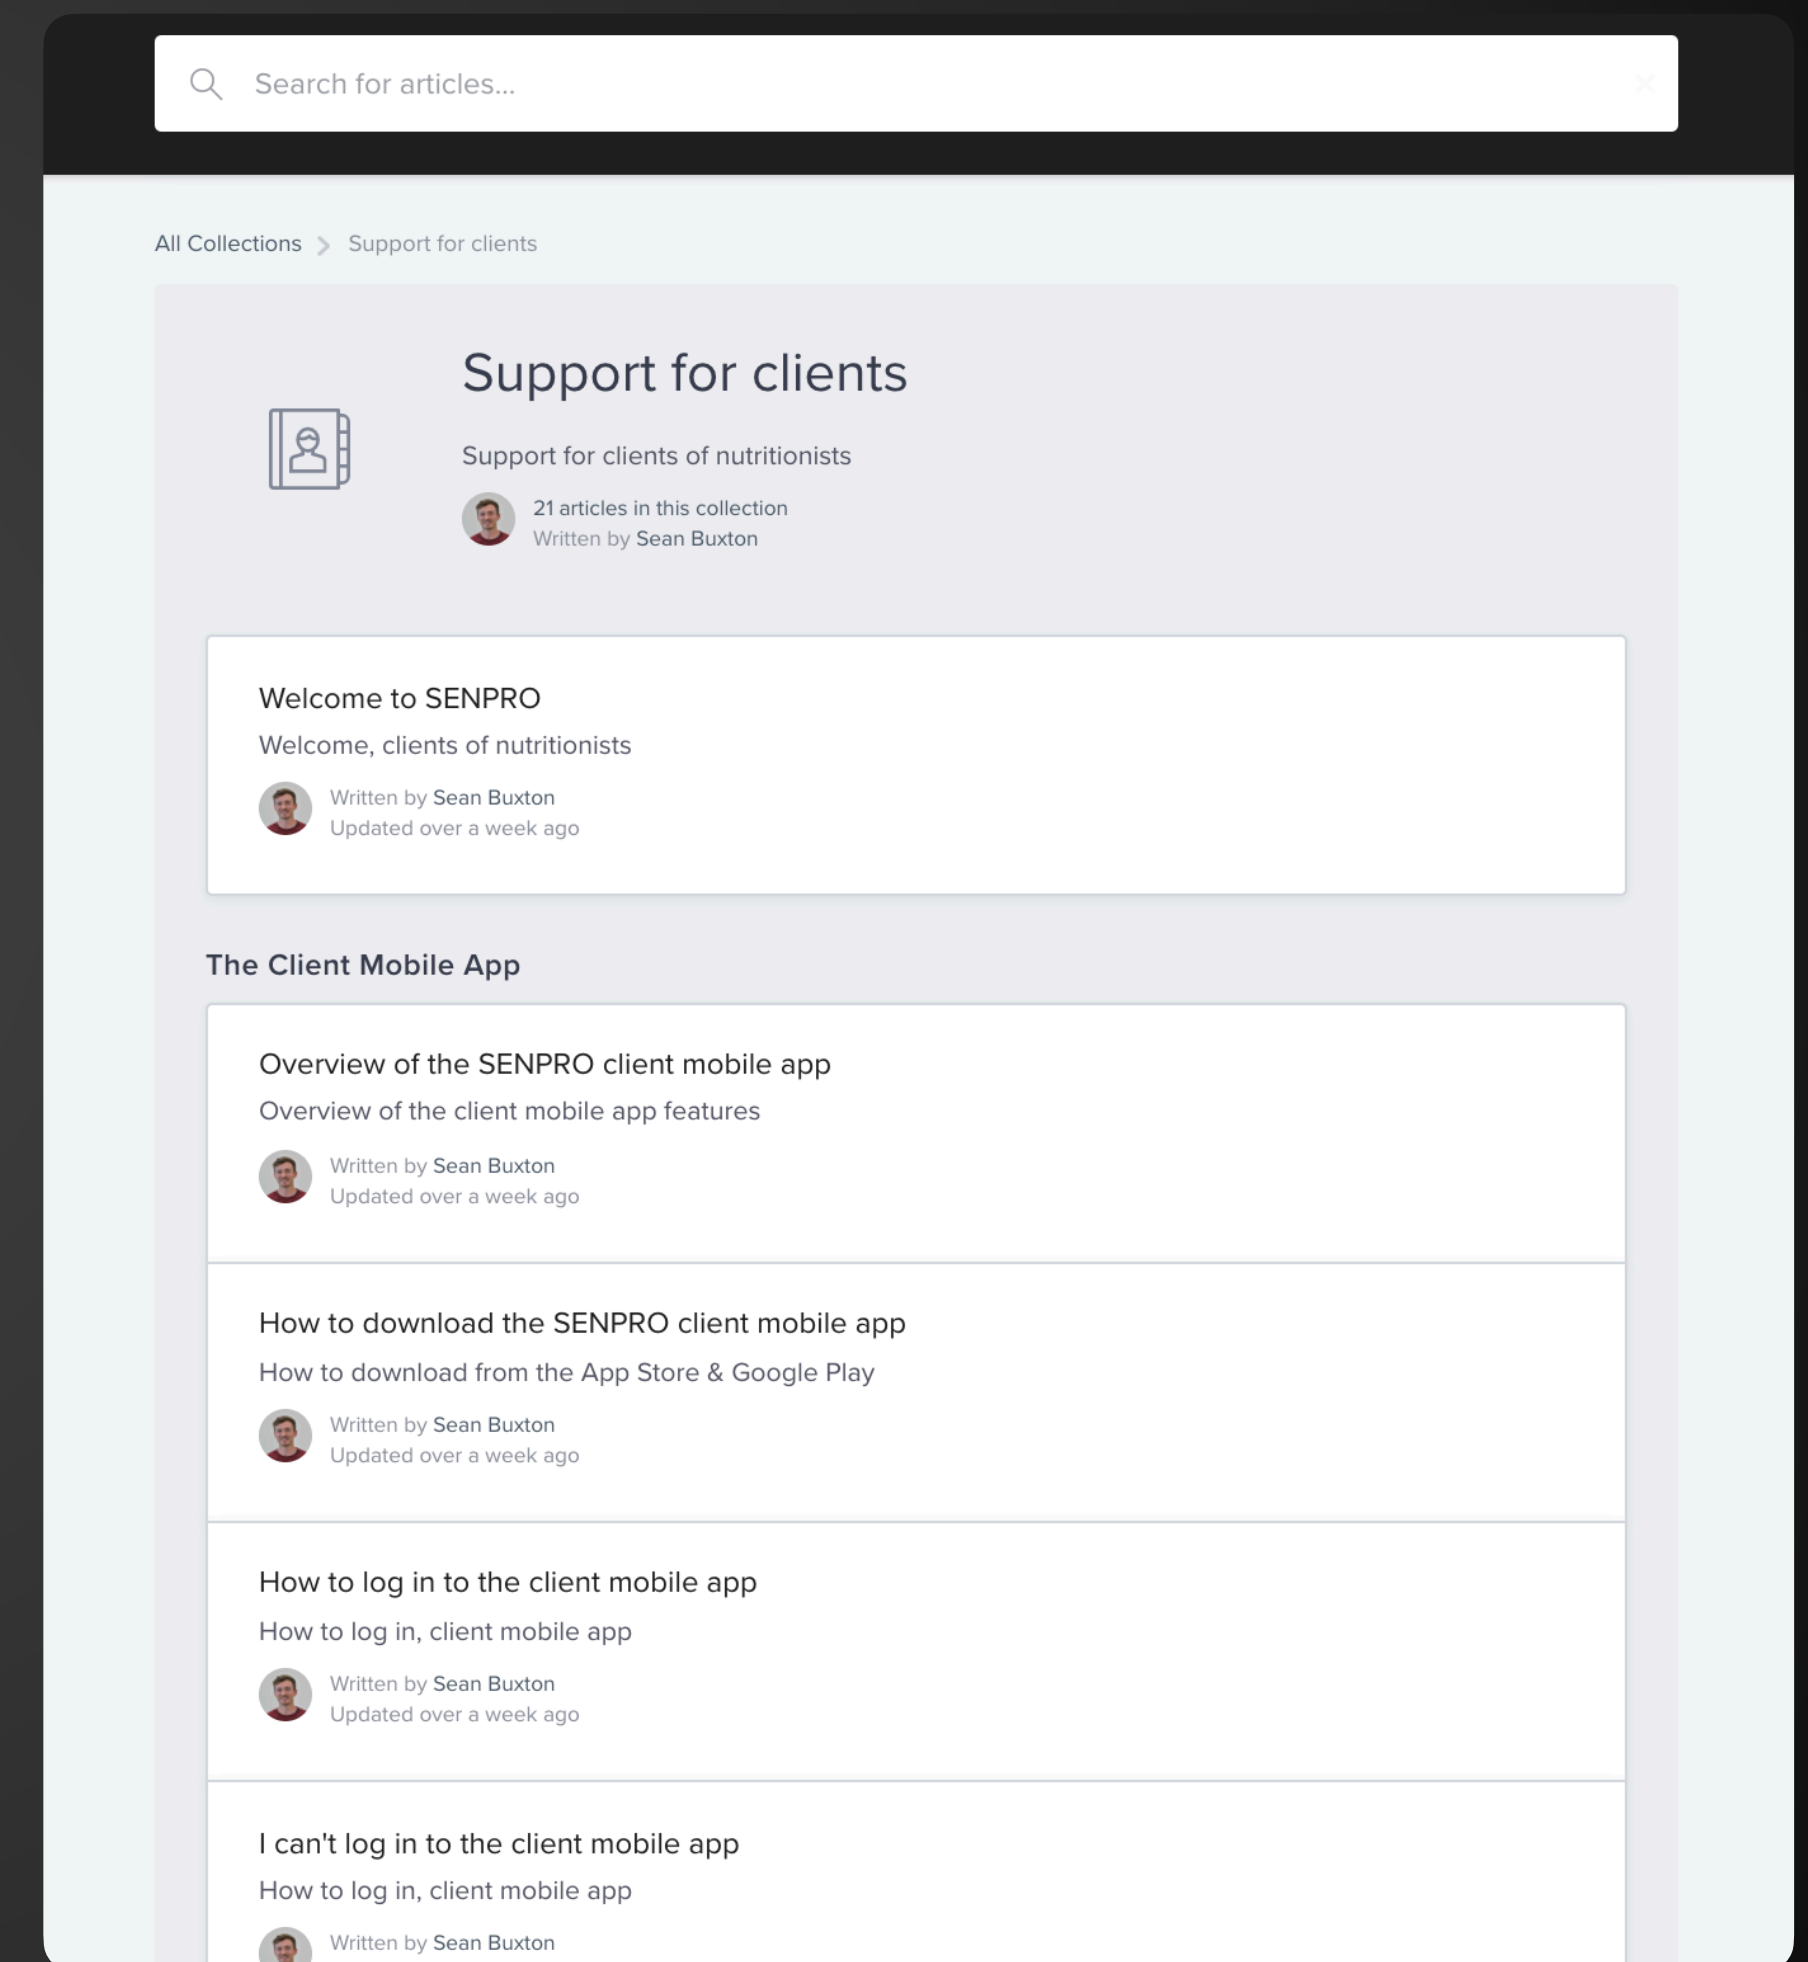 Search for articles...
All Collections
Support for clients
Support for clients
Support for clients of nutritionists
21 articles in this collection
Written by Sean Buxton
Welcome to SENPRO
Welcome, clients of nutritionists
Written by Sean Buxton
Updated over a week ago
The Client Mobile App
Overview of the SENPRO client mobile app
Overview of the client mobile app features
Written by Sean Buxton
Updated over a week ago
How to download the SENPRO client mobile app
How to download from the App Store & Google Play
Written by Sean Buxton
Updated over a week ago
How to log in to the client mobile app
How to log in, client mobile app
Written by Sean Buxton
Updated over a week ago
I can't log in to the client mobile app
How to log in, client mobile app
Written by Sean Buxton